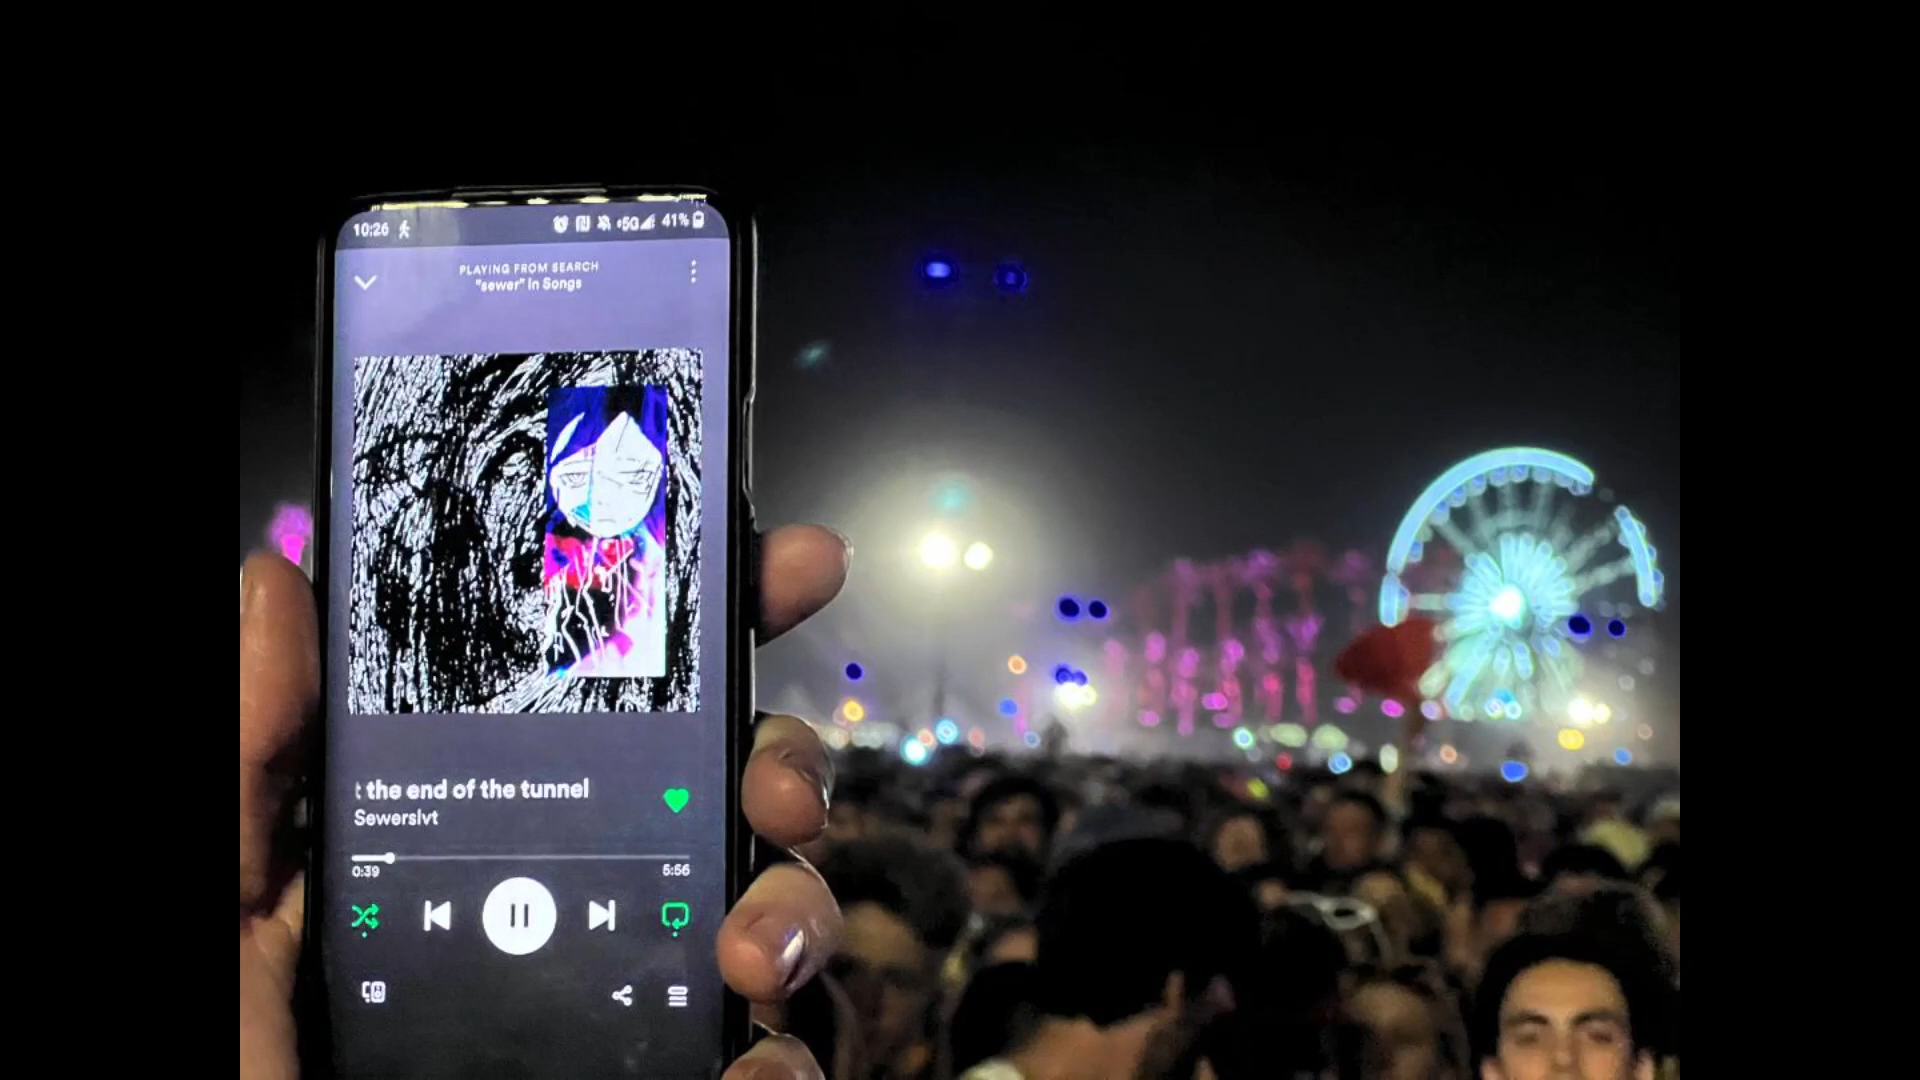 10:26 5G 41%
PLAYING FROM SEARCH
"sewer" in Songs
t the end of the tunnel
Sewerslvt
0:39 5:56